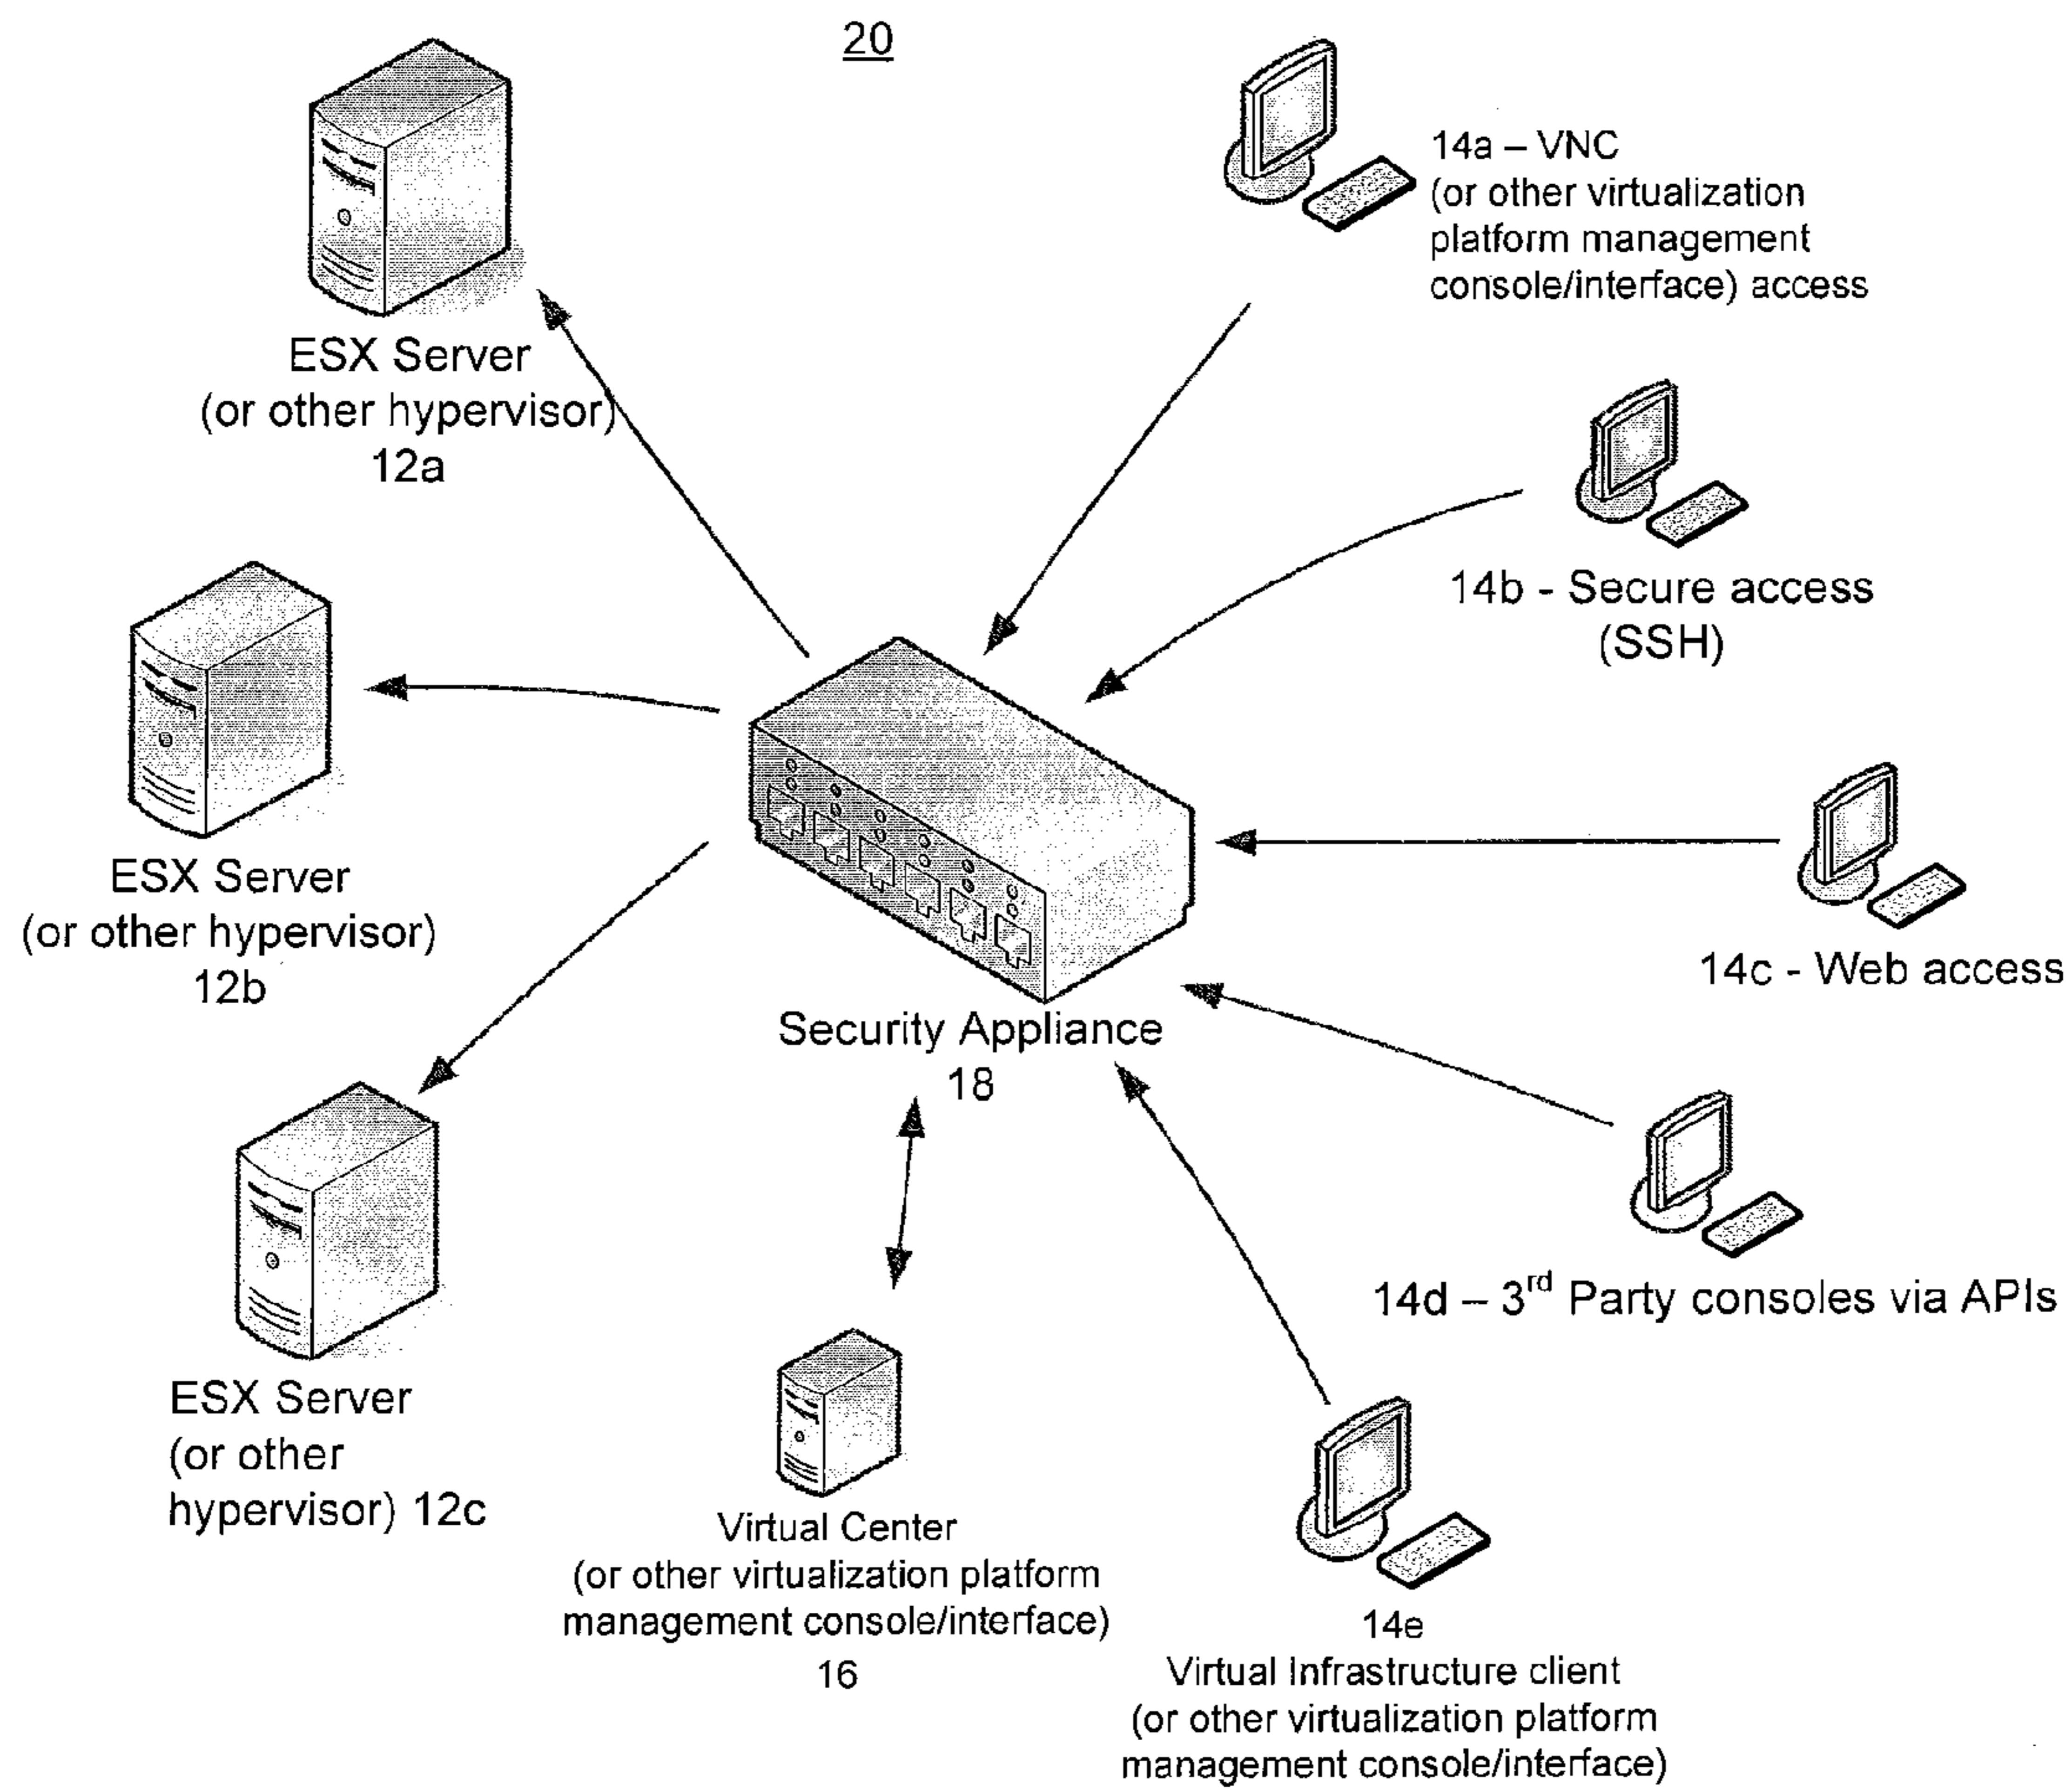 20
ESX Server
(or other hypervisor)
12a
14a – VNC
(or other virtualization
platform management
console/interface) access
14b - Secure access
(SSH)
ESX Server
(or other hypervisor)
12b
14c - Web access
Security Appliance
18
14d – 3rd Party consoles via APIs
ESX Server
(or other
hypervisor) 12c
Virtual Center
(or other virtualization platform
management console/interface)
16
14e
Virtual Infrastructure client
(or other virtualization platform
management console/interface)